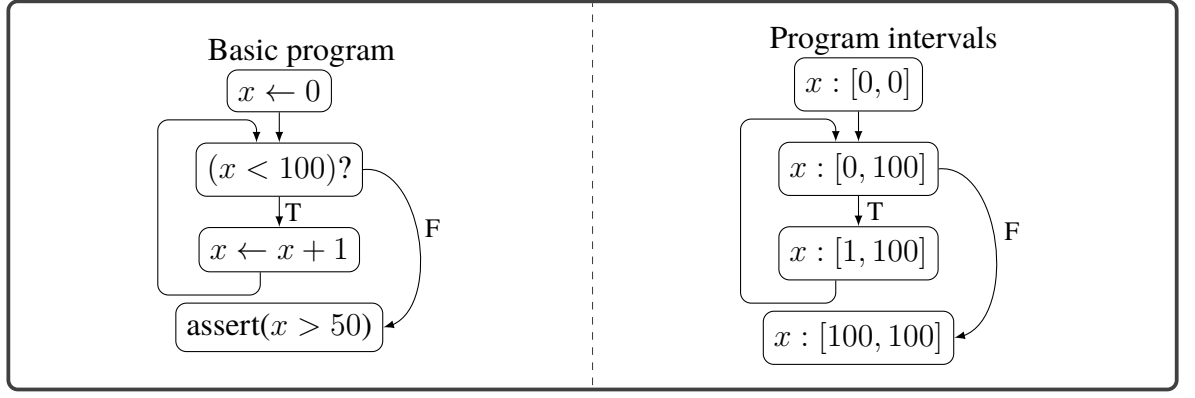 Basic program
x ← 0
(x < 100)?
T
F
x ← x + 1
assert(x > 50)
Program intervals
x : [0, 0]
x : [0, 100]
T
F
x : [1, 100]
x : [100, 100]